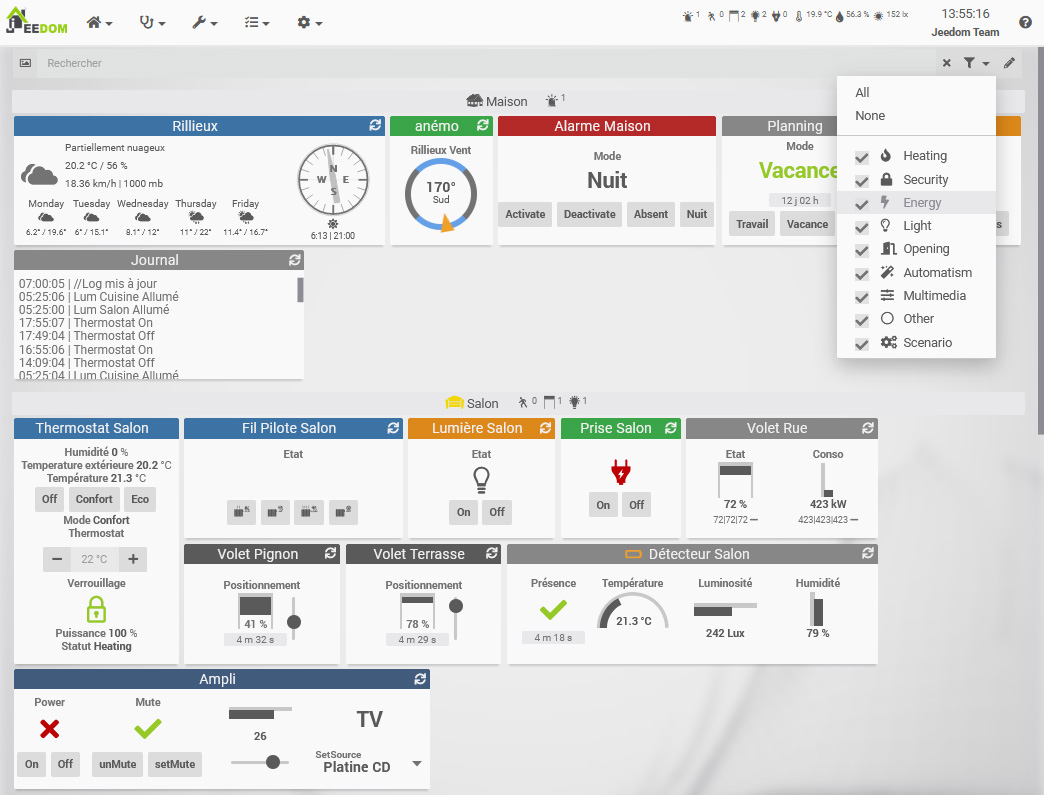 JEEDOM
1 0 2 2 0 19.9 °C 56.3 % 152 lx
13:55:16
Jeedom Team
Rechercher
All
None
Heating
Security
Energy
Light
Opening
Automatism
Multimedia
Other
Scenario
Maison 1
Rillieux
Partiellement nuageux
20.2 °C / 56 %
18.36 km/h | 1000 mb
Monday Tuesday Wednesday Thursday Friday
6.2° / 19.6° 6° / 15.1° 8.1° / 12° 11° / 22° 11.4° / 16.7°
N
W E
S
6:13 | 21:00
anémo
Rillieux Vent
170°
Sud
Alarme Maison
Mode
Nuit
Activate Deactivate Absent Nuit
Planning
Mode
Vacance
12 j 02 h
Travail Vacance s
Journal
07:00:05 | //Log mis à jour
05:25:06 | Lum Cuisine Allumé
05:25:00 | Lum Salon Allumé
17:55:07 | Thermostat On
17:49:04 | Thermostat Off
16:55:06 | Thermostat On
14:09:04 | Thermostat Off
05:25:04 | Lum Cuisine Allumé
Salon 0 1 1
Thermostat Salon
Humidité 0 %
Temperature extérieure 20.2 °C
Température 21.3 °C
Off Confort Eco
Mode Confort
Thermostat
− 22 °C +
Verrouillage
Puissance 100 %
Statut Heating
Fil Pilote Salon
Etat
Lumière Salon
Etat
On Off
Prise Salon
On Off
Volet Rue
Etat Conso
72 % 423 kW
72|72|72 − 423|423|423 −
Volet Pignon
Positionnement
41 %
4 m 32 s
Volet Terrasse
Positionnement
78 %
4 m 29 s
Détecteur Salon
Présence Température Luminosité Humidité
21.3 °C
4 m 18 s 242 Lux 79 %
Ampli
Power Mute
26
TV
SetSource
Platine CD
On Off unMute setMute